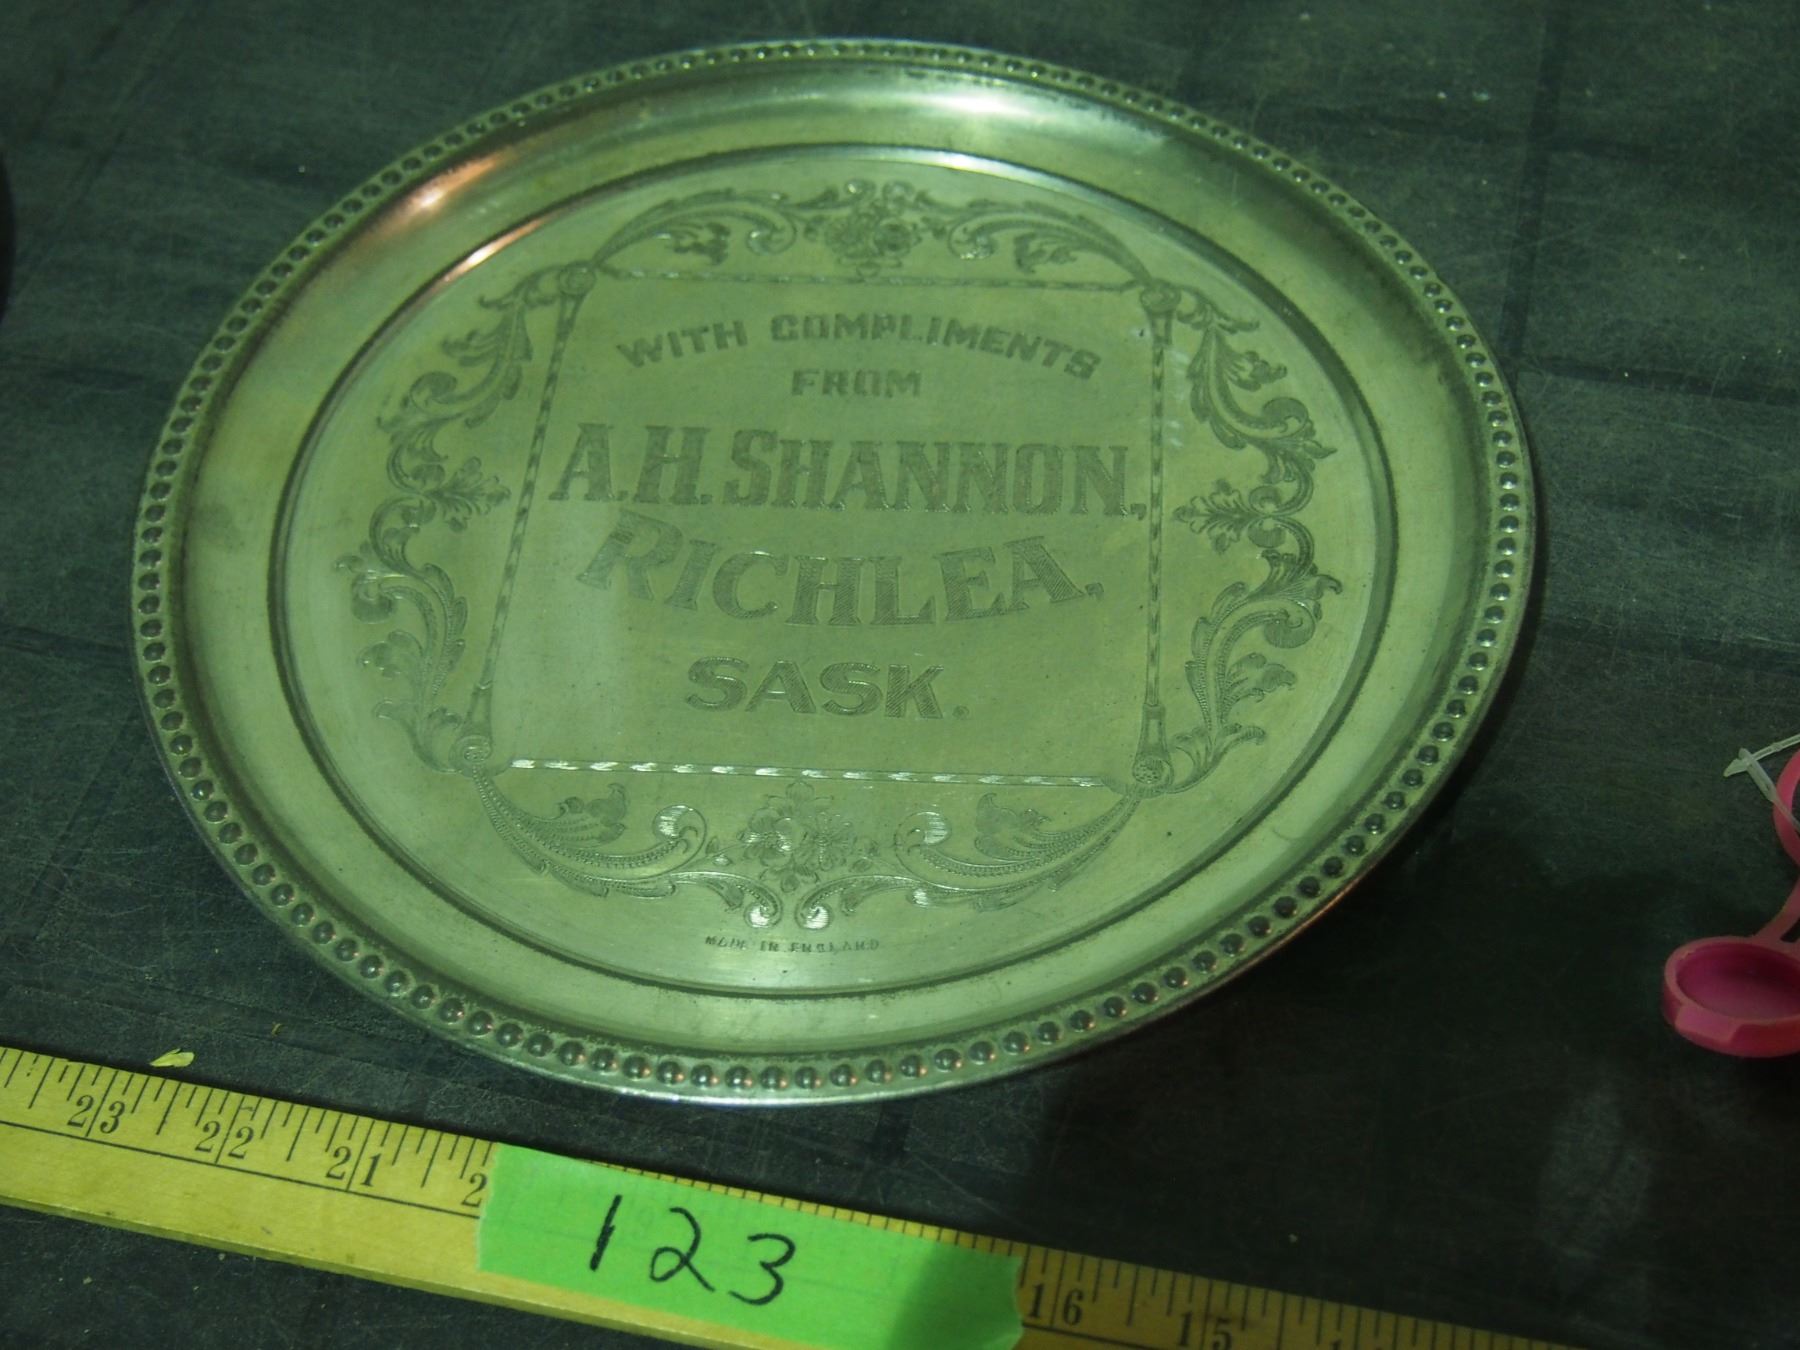 WITH COMPLIMENTS
FROM
A.H. SHANNON,
RICHLEA,
SASK.
MADE IN ENGLAND
23 22 21 2 16 15
123